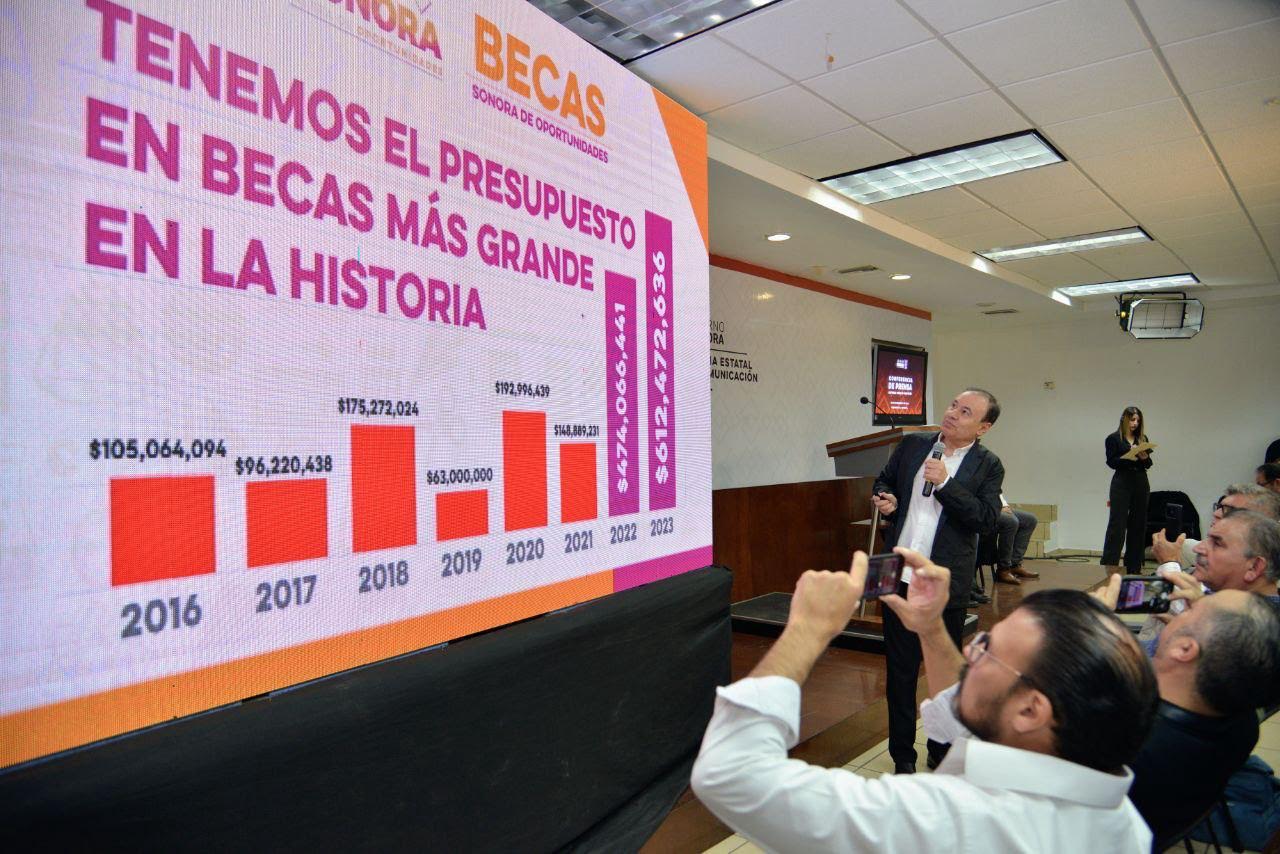 SONORA
OPORTUNIDADES
BECAS
SONORA DE OPORTUNIDADES
TENEMOS EL PRESUPUESTO
EN BECAS MÁS GRANDE
EN LA HISTORIA
$105,064,094
$96,220,438
$175,272,024
$63,000,000
$192,996,439
$148,889,231
$474,066,441
$612,472,636
2016
2017
2018
2019
2020
2021
2022
2023
ESTATAL
CONFERENCIA
DE PRENSA